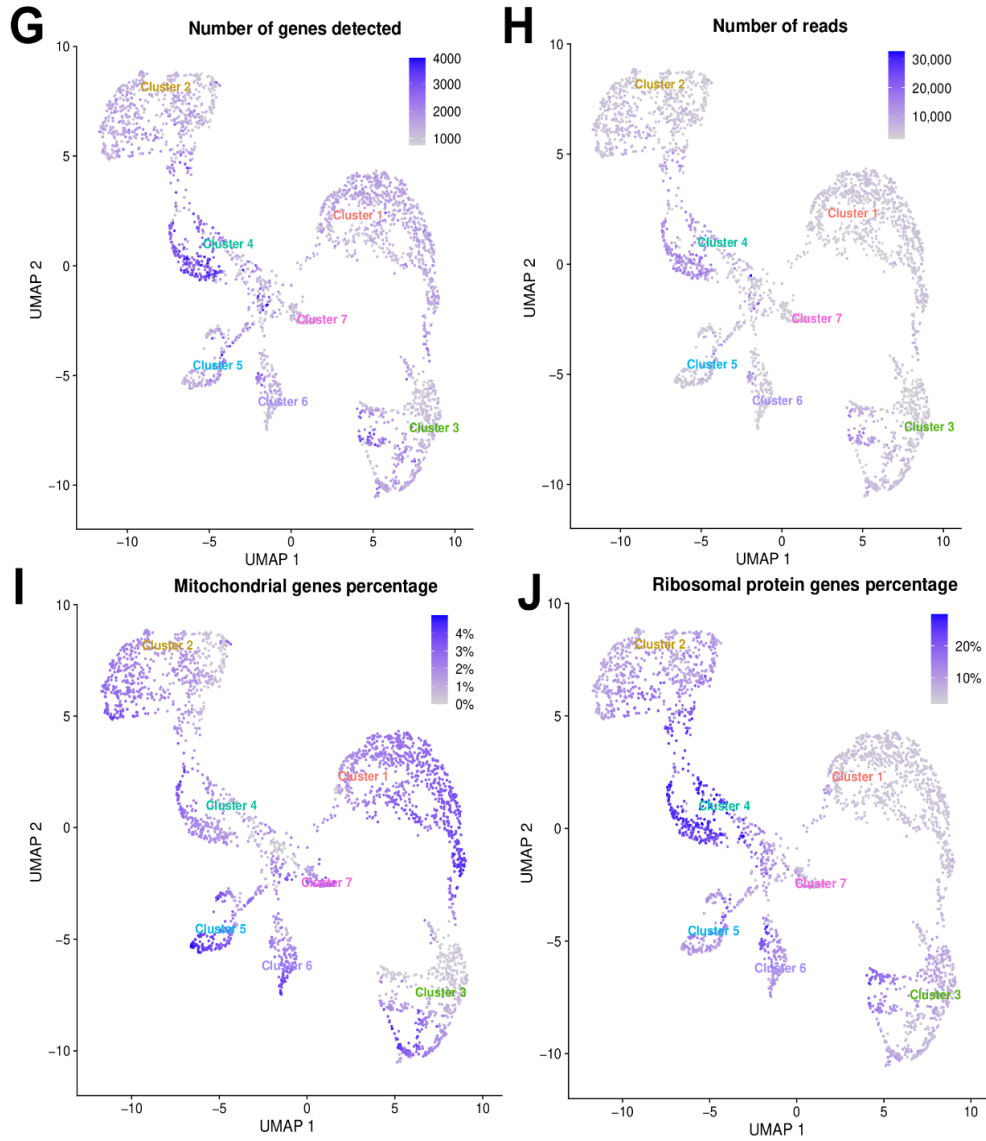 G
Number of genes detected
10
5
0
−5
−10
UMAP 2
4000
3000
2000
1000
Cluster 2
Cluster 1
Cluster 4
Cluster 7
Cluster 5
Cluster 6
Cluster 3
−10 −5 0 5 10
UMAP 1
H
Number of reads
10
5
0
−5
−10
UMAP 2
30,000
20,000
10,000
Cluster 2
Cluster 1
Cluster 4
Cluster 7
Cluster 5
Cluster 6
Cluster 3
−10 −5 0 5 10
UMAP 1
I
Mitochondrial genes percentage
10
5
0
−5
−10
UMAP 2
4%
3%
2%
1%
0%
Cluster 2
Cluster 1
Cluster 4
Cluster 7
Cluster 5
Cluster 6
Cluster 3
−10 −5 0 5 10
UMAP 1
J
Ribosomal protein genes percentage
10
5
0
−5
−10
UMAP 2
20%
10%
Cluster 2
Cluster 1
Cluster 4
Cluster 7
Cluster 5
Cluster 6
Cluster 3
−10 −5 0 5 10
UMAP 1